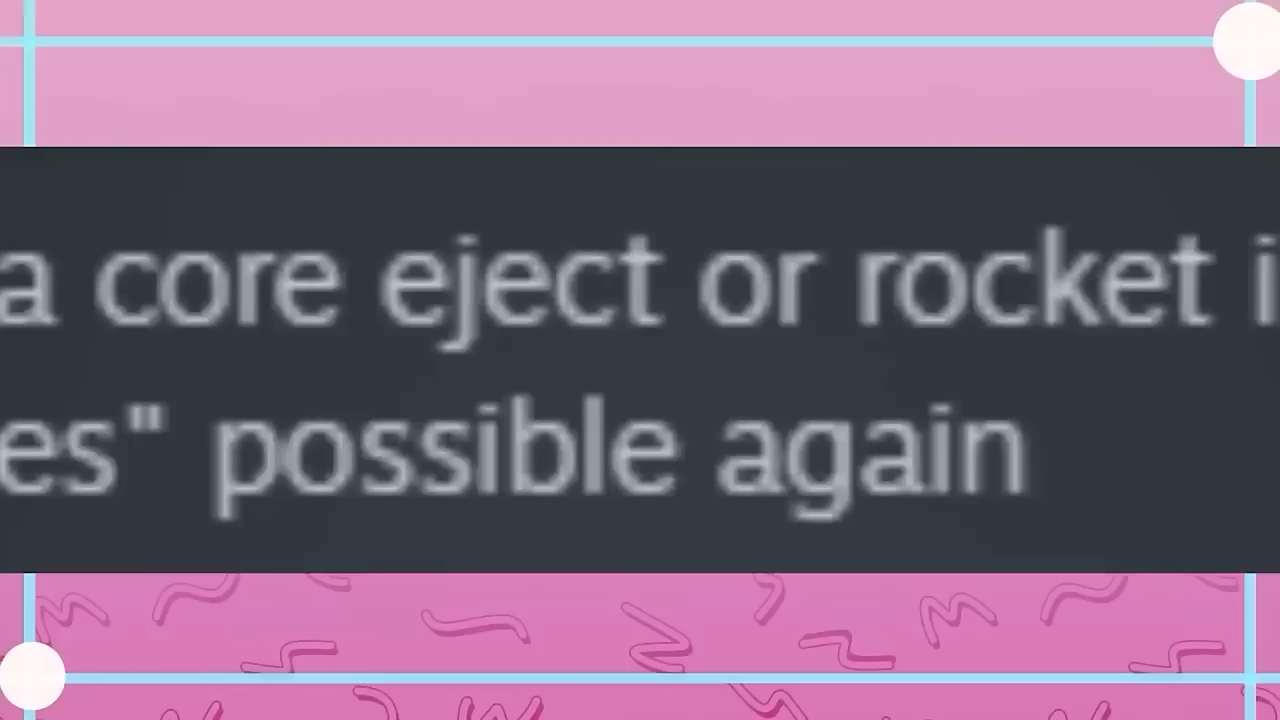 a core eject or rocket i
es" possible again